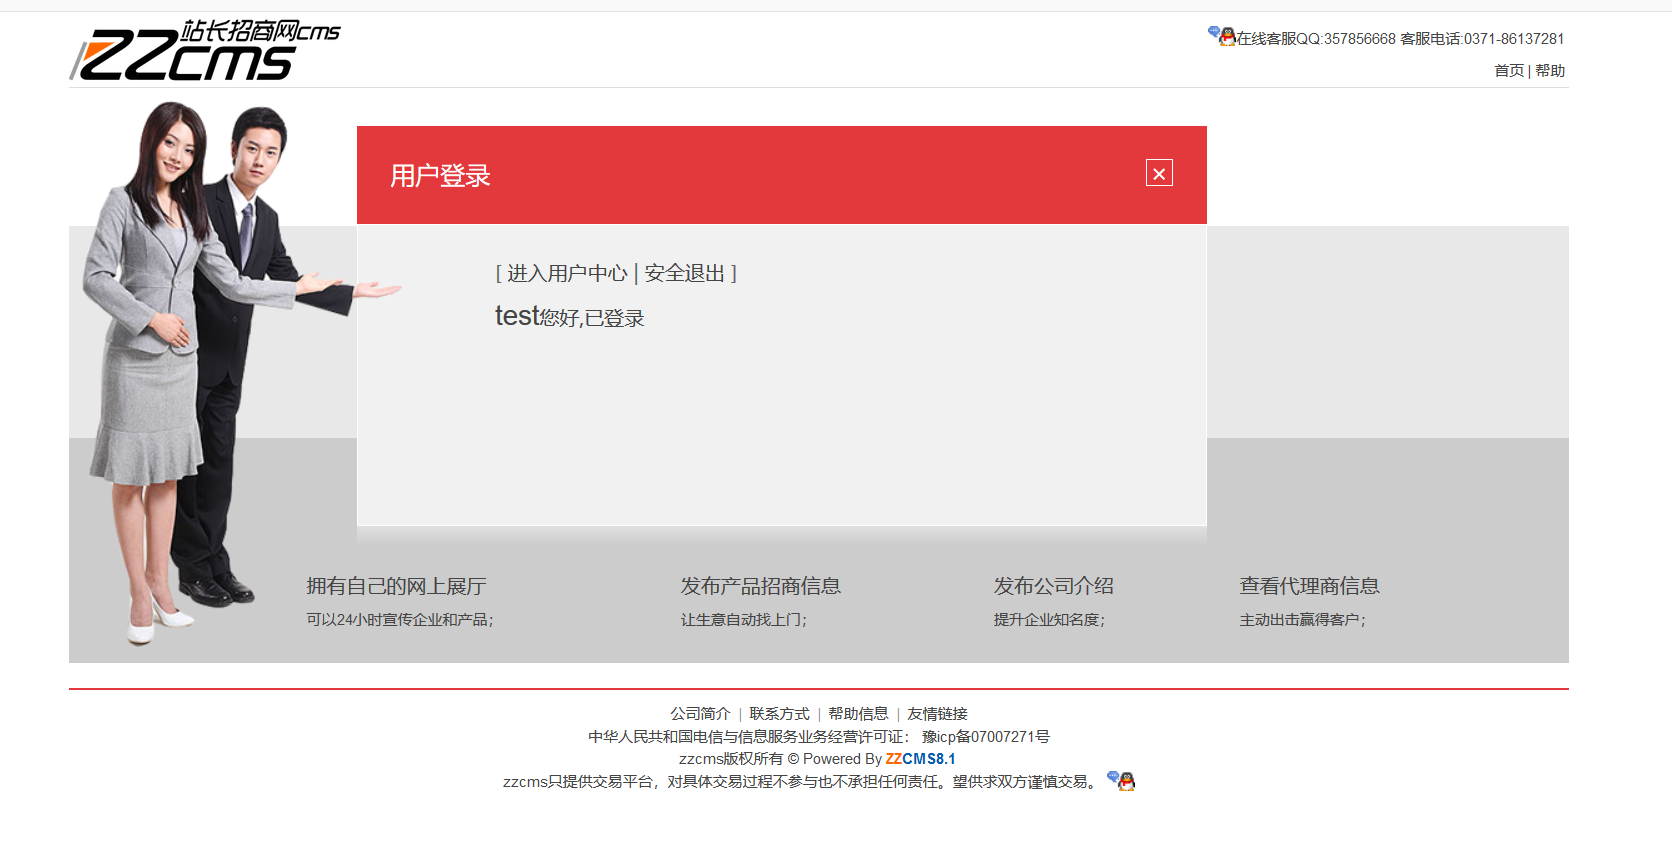 站长招商网cms
ZZcms
在线客服QQ:357856668 客服电话:0371-86137281
首页 | 帮助
用户登录
[ 进入用户中心 | 安全退出 ]
test您好,已登录
拥有自己的网上展厅
可以24小时宣传企业和产品；
发布产品招商信息
让生意自动找上门；
发布公司介绍
提升企业知名度；
查看代理商信息
主动出击赢得客户；
公司简介 | 联系方式 | 帮助信息 | 友情链接
中华人民共和国电信与信息服务业务经营许可证： 豫icp备07007271号
zzcms版权所有 © Powered By ZZCMS8.1
zzcms只提供交易平台，对具体交易过程不参与也不承担任何责任。望供求双方谨慎交易。